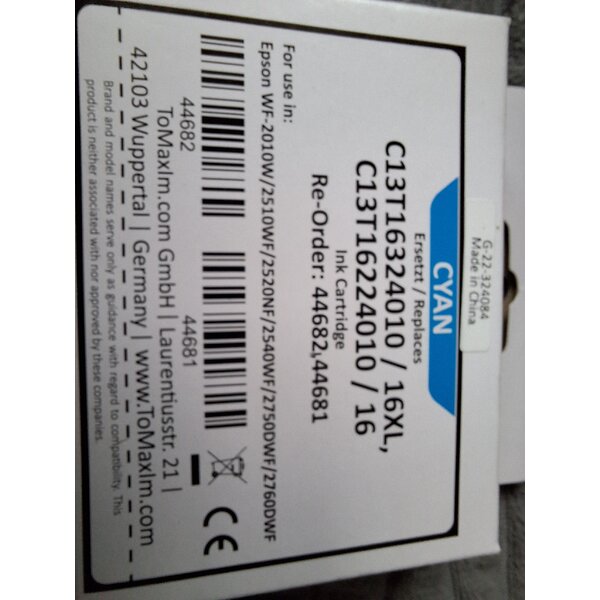 G-22-324084
Made in China
CYAN
Ersetzt / Replaces
C13T16324010 / 16XL,
C13T16224010 / 16
Ink Cartridge
Re-Order: 44682,44681
For use in:
Epson WF-2010W/2510WF/2520NF/2540WF/2750DWF/2760DWF
44682
44681
CE
ToMaxIm.com GmbH | Laurentiusstr. 21 |
42103 Wuppertal | Germany | www.ToMaxIm.com
Brand and model names serve only as guidance with regard to compatibility. This
product is neither associated with nor approved by these companies.